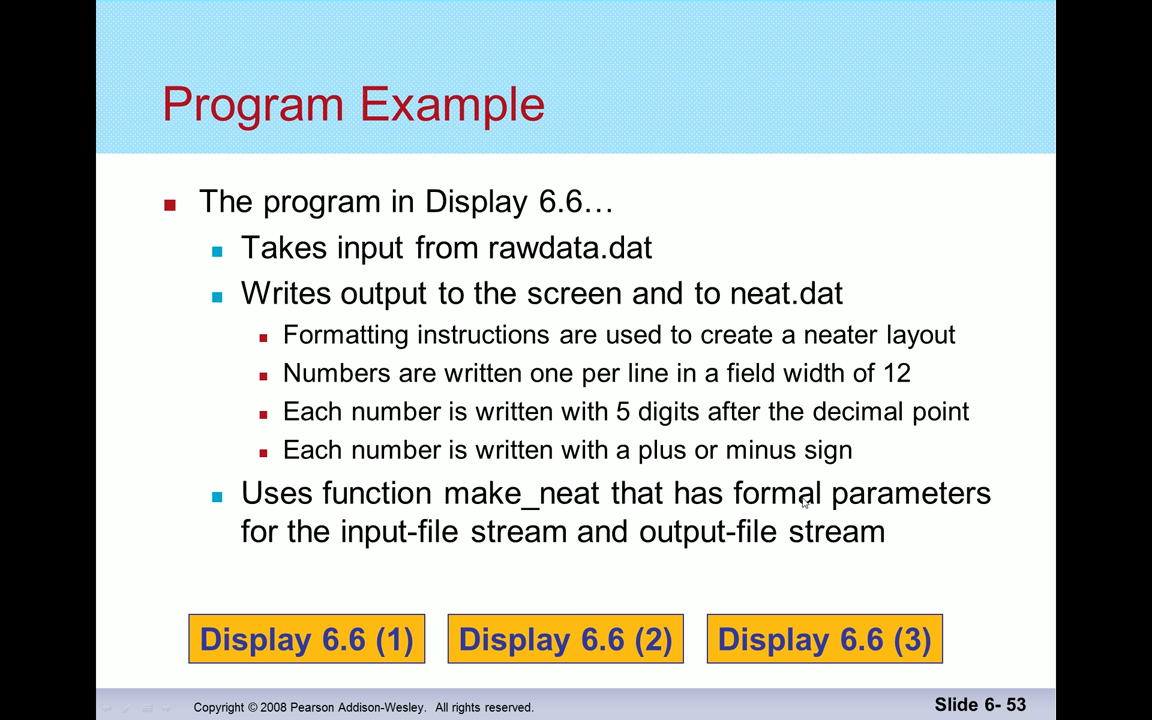 Program Example
The program in Display 6.6…
Takes input from rawdata.dat
Writes output to the screen and to neat.dat
Formatting instructions are used to create a neater layout
Numbers are written one per line in a field width of 12
Each number is written with 5 digits after the decimal point
Each number is written with a plus or minus sign
Uses function make_neat that has formal parameters
for the input-file stream and output-file stream
Display 6.6 (1) Display 6.6 (2) Display 6.6 (3)
Copyright © 2008 Pearson Addison-Wesley. All rights reserved. Slide 6- 53